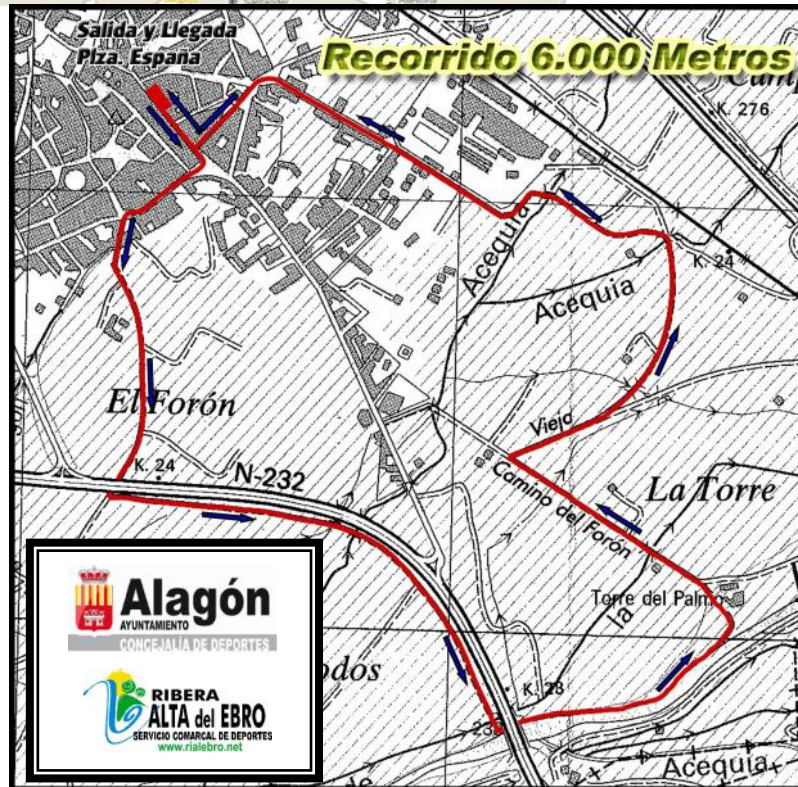 Salida y Llegada
Plza. España
Recorrido 6.000 Metros
K. 276
Acequia
K. 24
Acequia
El Forón
Viejo
K. 24
N-232
Camino del Forón
La Torre
Torre del Palmo
la
K. 23
Acequia
Alagón
AYUNTAMIENTO
CONCEJALÍA DE DEPORTES
RIBERA
ALTA del EBRO
SERVICIO COMARCAL DE DEPORTES
www.rialebro.net